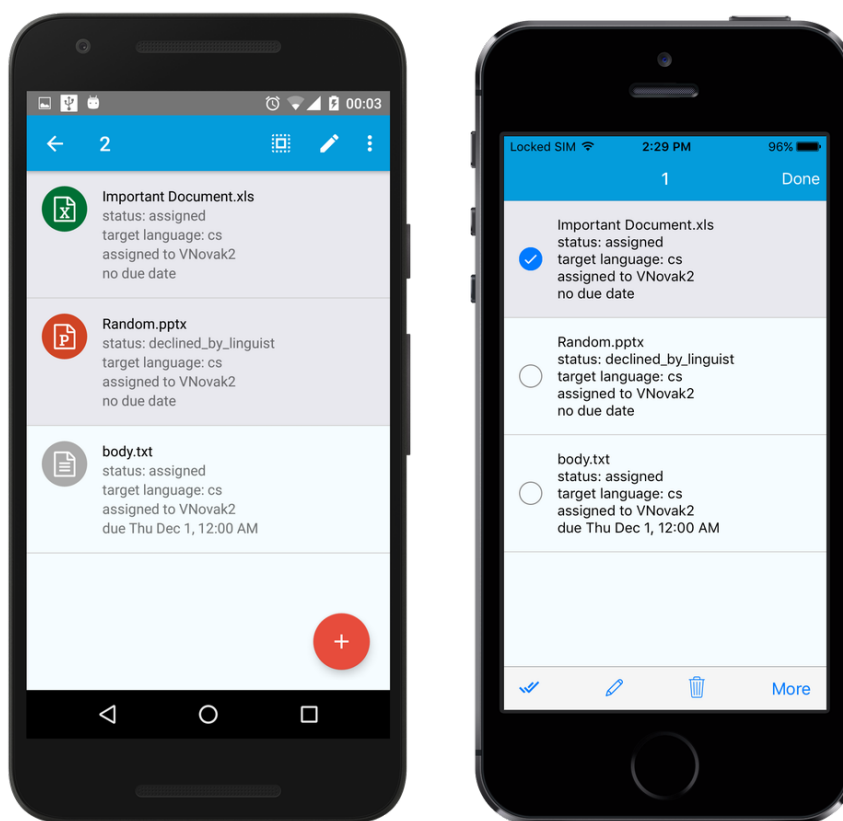 00:03
2
X
Important Document.xls
status: assigned
target language: cs
assigned to VNovak2
no due date
P
Random.pptx
status: declined_by_linguist
target language: cs
assigned to VNovak2
no due date
body.txt
status: assigned
target language: cs
assigned to VNovak2
due Thu Dec 1, 12:00 AM
+
Locked SIM 2:29 PM 96%
1 Done
Important Document.xls
status: assigned
target language: cs
assigned to VNovak2
no due date
Random.pptx
status: declined_by_linguist
target language: cs
assigned to VNovak2
no due date
body.txt
status: assigned
target language: cs
assigned to VNovak2
due Thu Dec 1, 12:00 AM
More